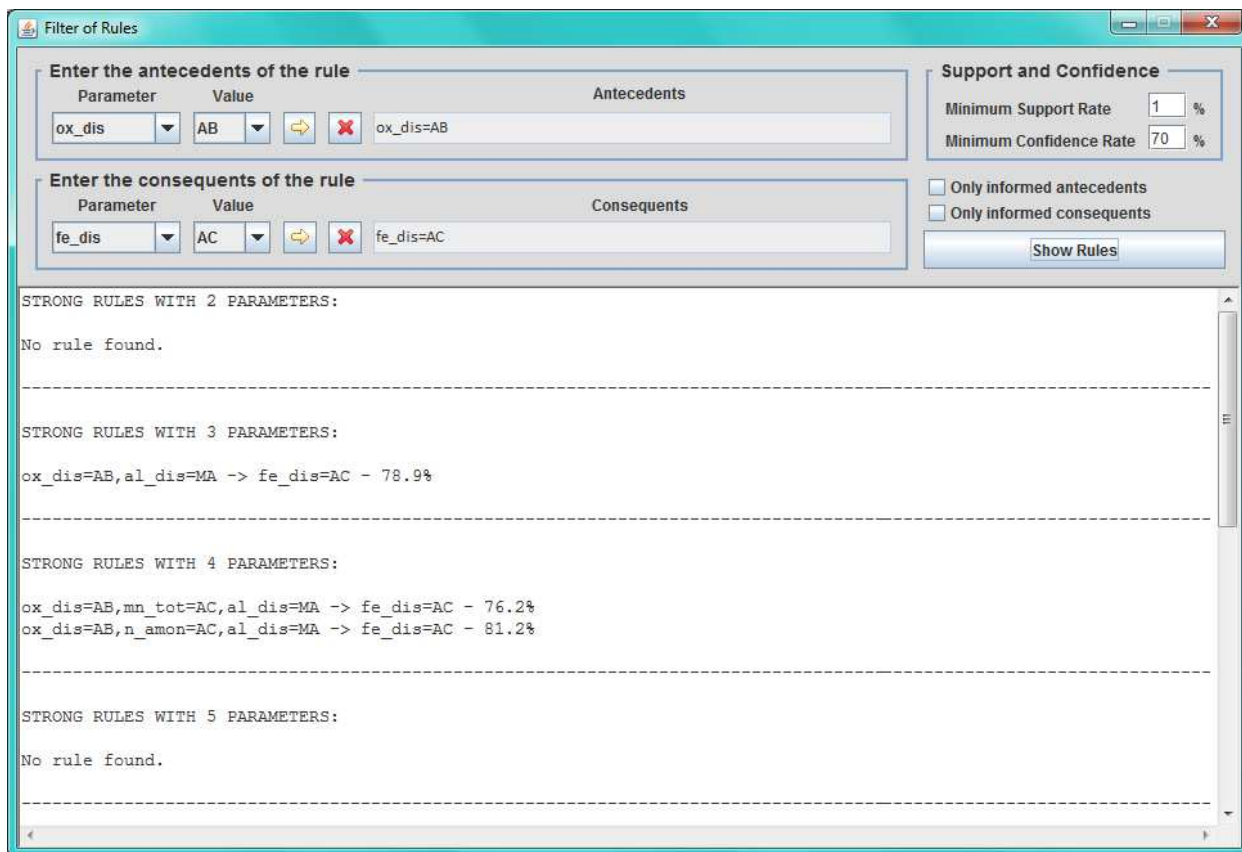 Filter of Rules
Enter the antecedents of the rule
Parameter Value Antecedents
ox_dis AB ox_dis=AB
Support and Confidence
Minimum Support Rate 1 %
Minimum Confidence Rate 70 %
Enter the consequents of the rule
Parameter Value Consequents
fe_dis AC fe_dis=AC
Only informed antecedents
Only informed consequents
Show Rules
STRONG RULES WITH 2 PARAMETERS:
No rule found.
STRONG RULES WITH 3 PARAMETERS:
ox_dis=AB,al_dis=MA -> fe_dis=AC - 78.9%
STRONG RULES WITH 4 PARAMETERS:
ox_dis=AB,mn_tot=AC,al_dis=MA -> fe_dis=AC - 76.2%
ox_dis=AB,n_amon=AC,al_dis=MA -> fe_dis=AC - 81.2%
STRONG RULES WITH 5 PARAMETERS:
No rule found.